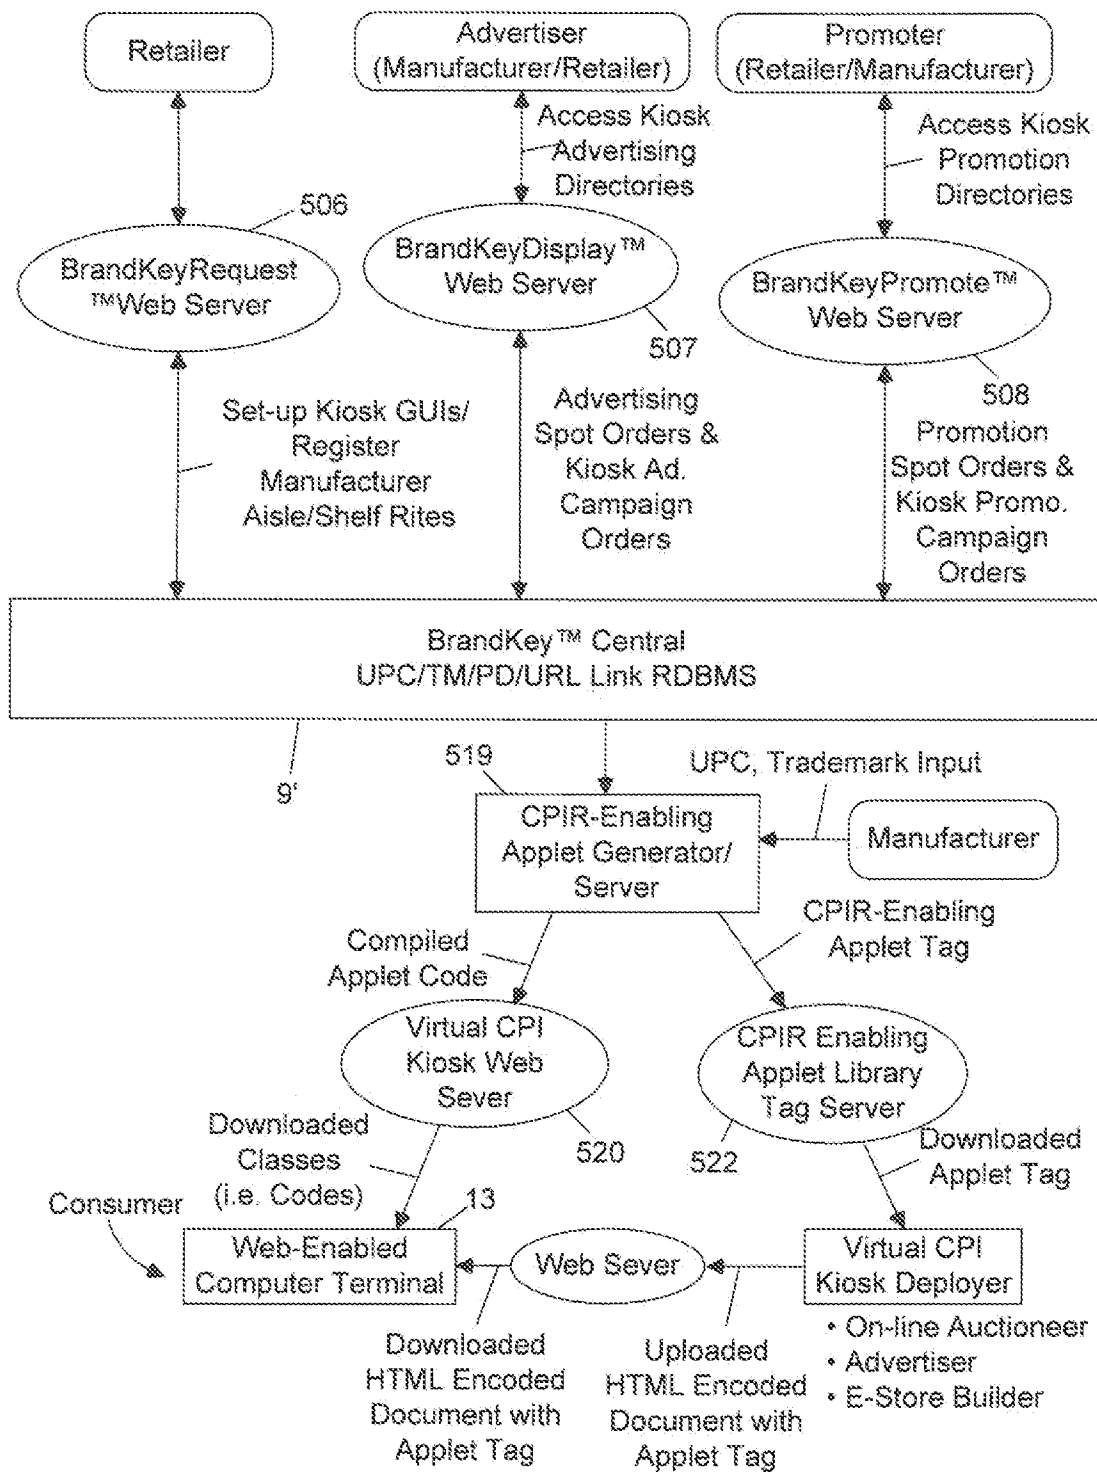 Retailer
Advertiser
(Manufacturer/Retailer)
Promoter
(Retailer/Manufacturer)
Access Kiosk
Advertising
Directories
Access Kiosk
Promotion
Directories
506
BrandKeyRequest
™Web Server
BrandKeyDisplay™
Web Server
507
BrandKeyPromote™
Web Server
508
Set-up Kiosk GUIs/
Register
Manufacturer
Aisle/Shelf Rites
Advertising
Spot Orders &
Kiosk Ad.
Campaign
Orders
Promotion
Spot Orders &
Kiosk Promo.
Campaign
Orders
BrandKey™ Central
UPC/TM/PD/URL Link RDBMS
9'
519
UPC, Trademark Input
CPIR-Enabling
Applet Generator/
Server
Manufacturer
Compiled
Applet Code
CPIR-Enabling
Applet Tag
Virtual CPI
Kiosk Web
Sever
520
CPIR Enabling
Applet Library
Tag Server
522
Downloaded
Classes
(i.e. Codes)
Downloaded
Applet Tag
Consumer
13
Web-Enabled
Computer Terminal
Web Sever
Virtual CPI
Kiosk Deployer
• On-line Auctioneer
• Advertiser
• E-Store Builder
Downloaded
HTML Encoded
Document with
Applet Tag
Uploaded
HTML Encoded
Document with
Applet Tag